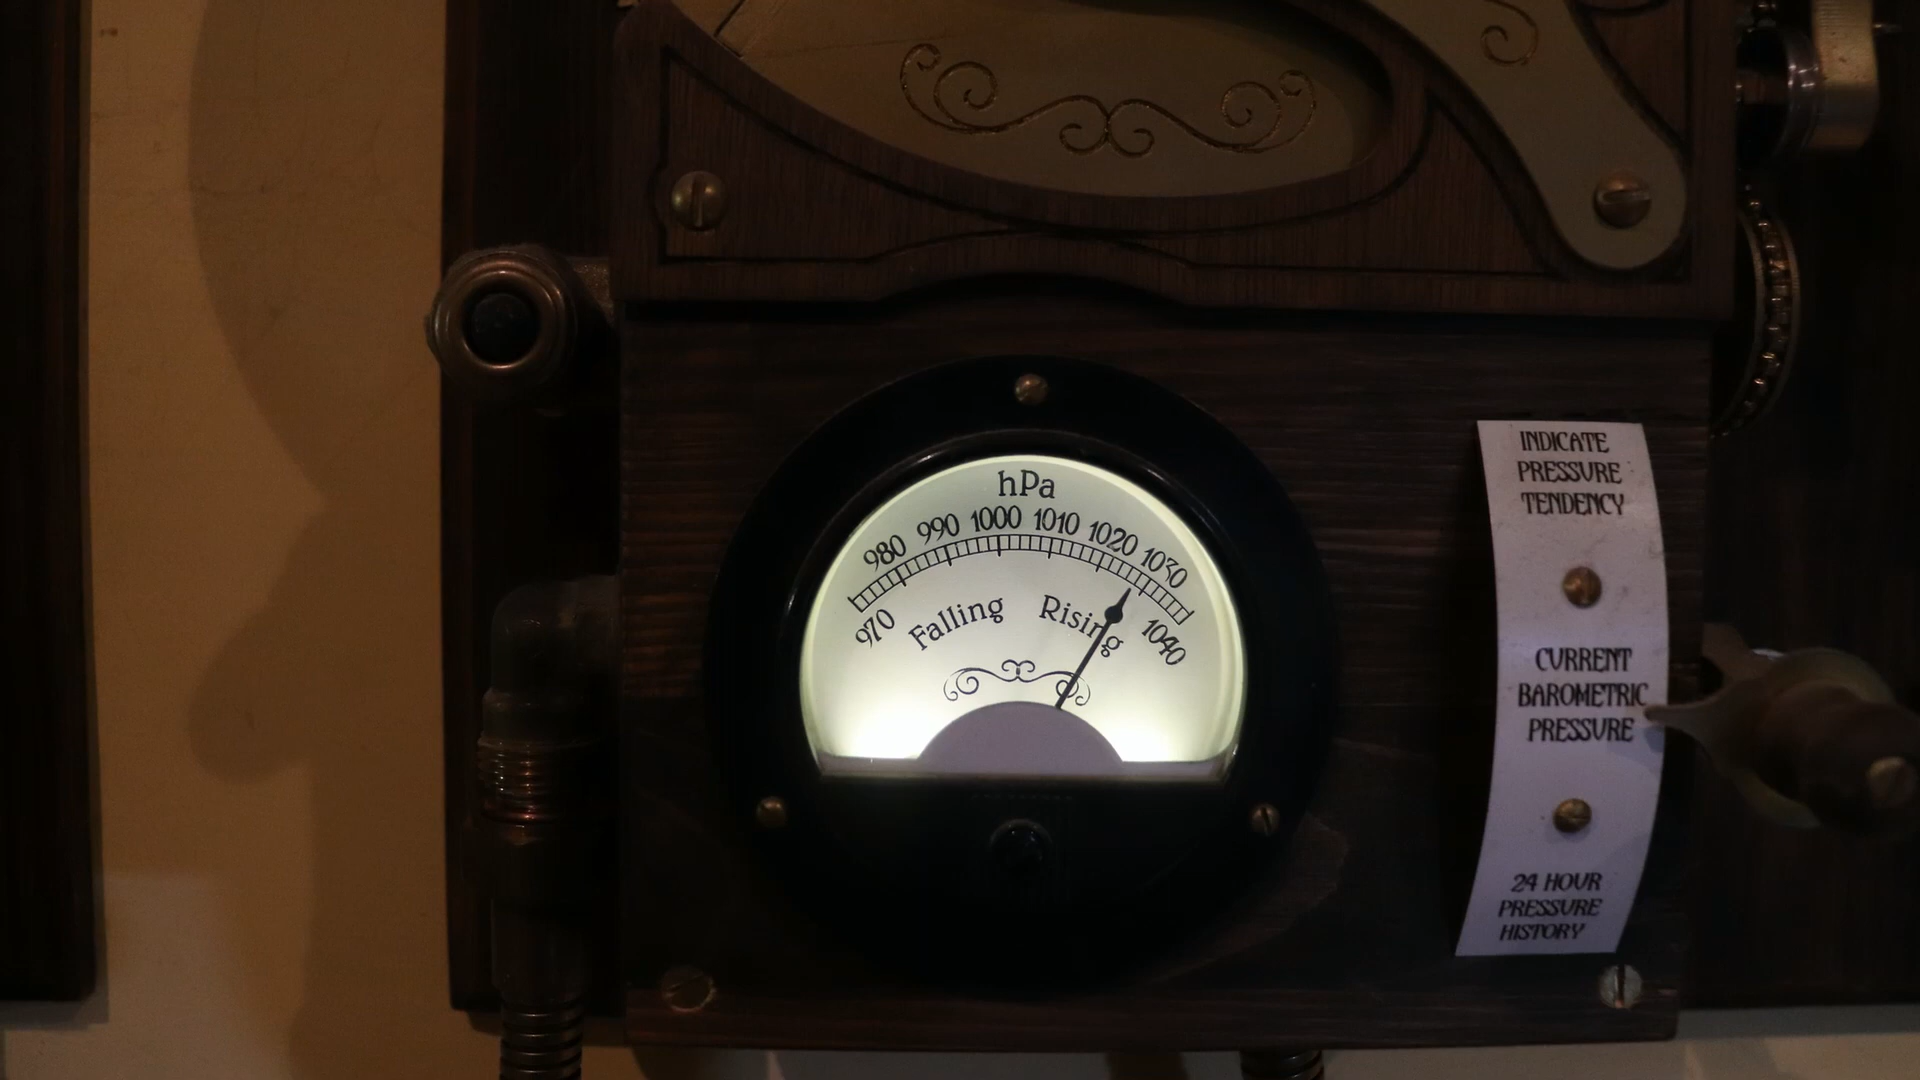 hPa
970 980 990 1000 1010 1020 1030 1040
Falling Rising
INDICATE
PRESSURE
TENDENCY
CURRENT
BAROMETRIC
PRESSURE
24 HOUR
PRESSURE
HISTORY